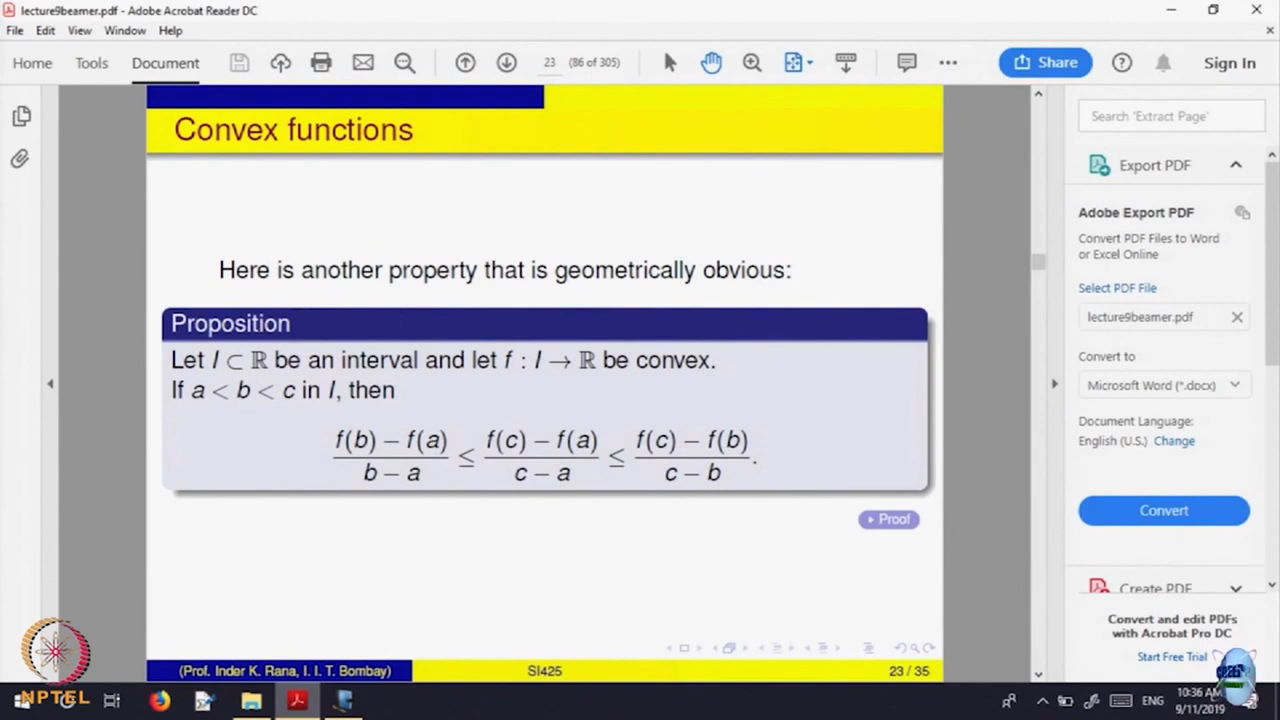 lecture9beamer.pdf - Adobe Acrobat Reader DC
File Edit View Window Help
Home Tools Document 23 (86 of 305) Share Sign In
Convex functions
Here is another property that is geometrically obvious:
Proposition
Let I ⊂ ℝ be an interval and let f : I → ℝ be convex.
If a < b < c in I, then
f(b) − f(a) / b − a ≤ f(c) − f(a) / c − a ≤ f(c) − f(b) / c − b.
Proof
(Prof. Inder K. Rana, I. I. T. Bombay) SI425 23 / 35
Search 'Extract Page'
Export PDF
Adobe Export PDF
Convert PDF Files to Word
or Excel Online
Select PDF File
lecture9beamer.pdf
Convert to
Microsoft Word (*.docx)
Document Language:
English (U.S.) Change
Convert
Create PDF
Convert and edit PDFs
with Acrobat Pro DC
Start Free Trial
NPTEL
ENG
10:36 AM
9/11/2019